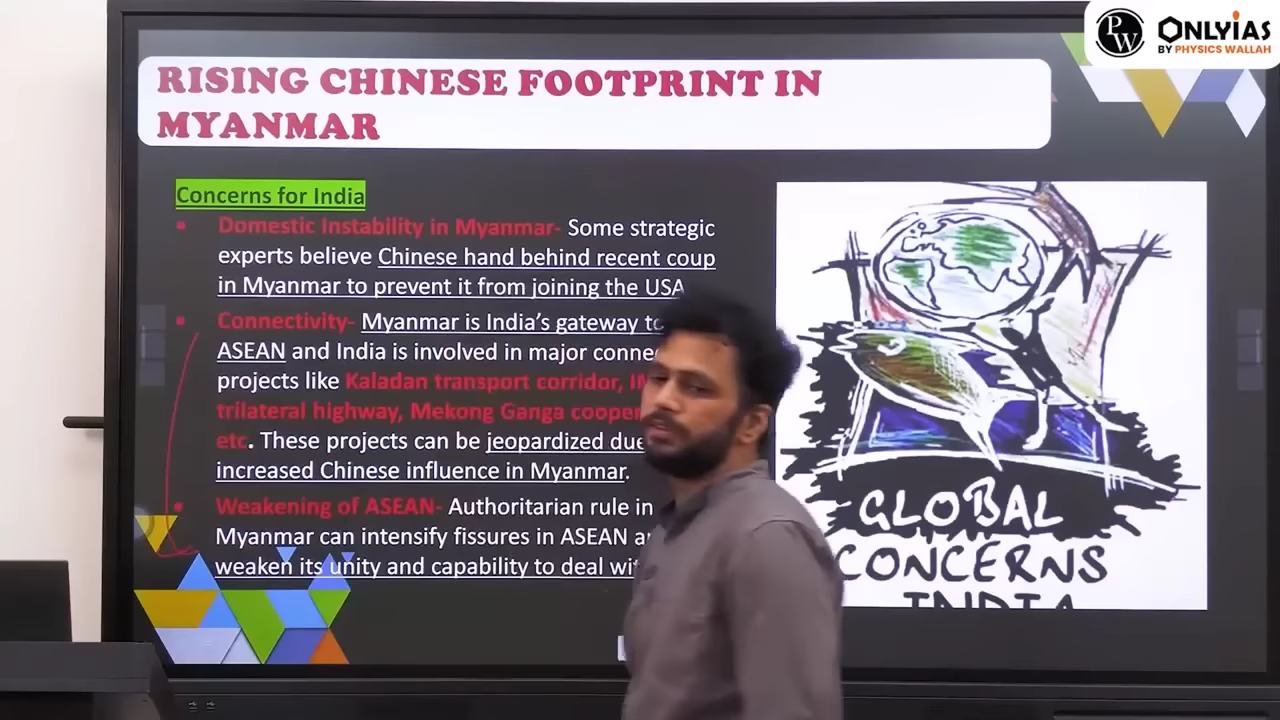 PW ONLYIAS
BY PHYSICS WALLAH
RISING CHINESE FOOTPRINT IN
MYANMAR
Concerns for India
• Domestic Instability in Myanmar- Some strategic
experts believe Chinese hand behind recent coup
in Myanmar to prevent it from joining the USA
• Connectivity- Myanmar is India’s gateway to
ASEAN and India is involved in major
projects like Kaladan transport corridor,
trilateral highway, Mekong Ganga
etc. These projects can be jeopardized due
increased Chinese influence in Myanmar.
• Weakening of ASEAN- Authoritarian rule in
Myanmar can intensify fissures in ASEAN
weaken its unity and capability to deal
GLOBAL
CONCERNS
INDIA